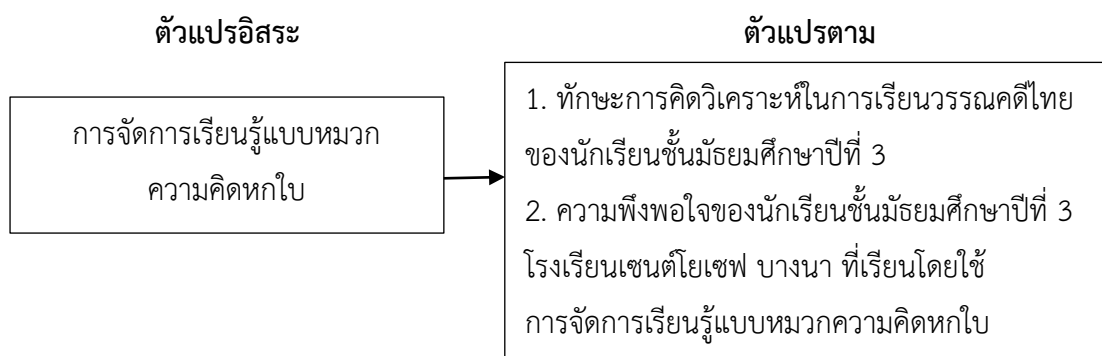 ตัวแปรอิสระ
ตัวแปรตาม
การจัดการเรียนรู้แบบหมวก
ความคิดหกใบ
1. ทักษะการคิดวิเคราะห์ในการเรียนวรรณคดีไทย
ของนักเรียนชั้นมัธยมศึกษาปีที่ 3
2. ความพึงพอใจของนักเรียนชั้นมัธยมศึกษาปีที่ 3
โรงเรียนเซนต์โยเซฟ บางนา ที่เรียนโดยใช้
การจัดการเรียนรู้แบบหมวกความคิดหกใบ